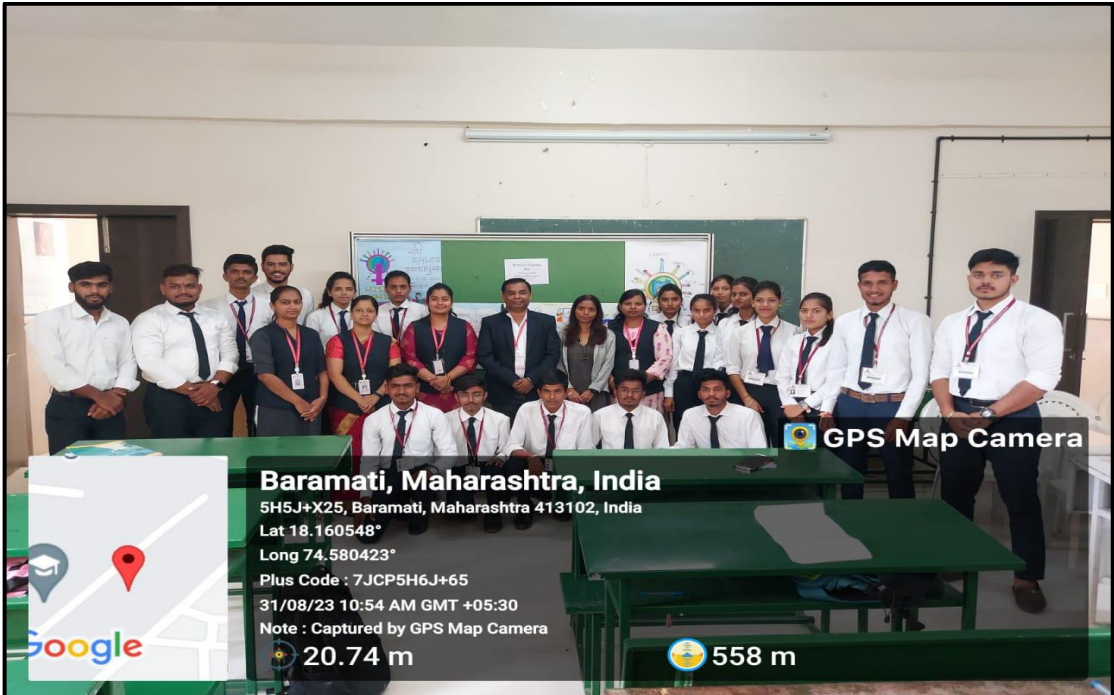 GPS Map Camera
Baramati, Maharashtra, India
5H5J+X25, Baramati, Maharashtra 413102, India
Lat 18.160548°
Long 74.580423°
Plus Code : 7JCP5H6J+65
31/08/23 10:54 AM GMT +05:30
Note : Captured by GPS Map Camera
Google
20.74 m
558 m